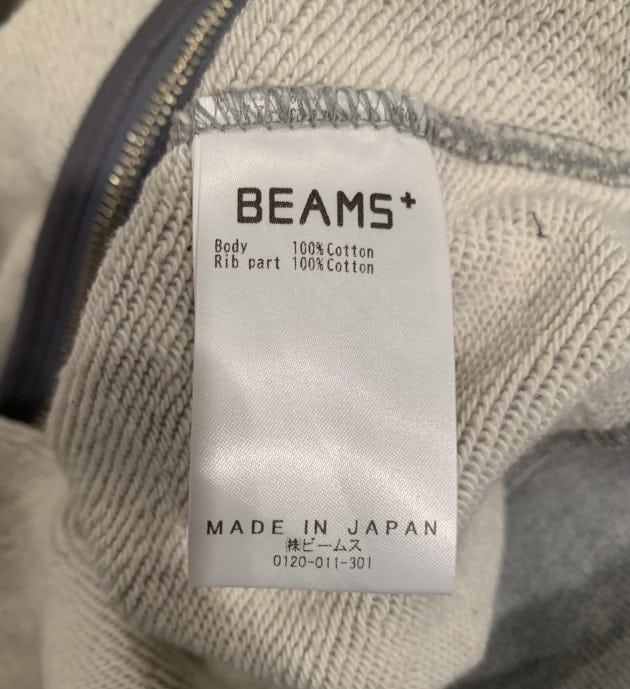 BEAMS+
Body 100%Cotton
Rib part 100%Cotton
MADE IN JAPAN
㈱ビームス
0120-011-301